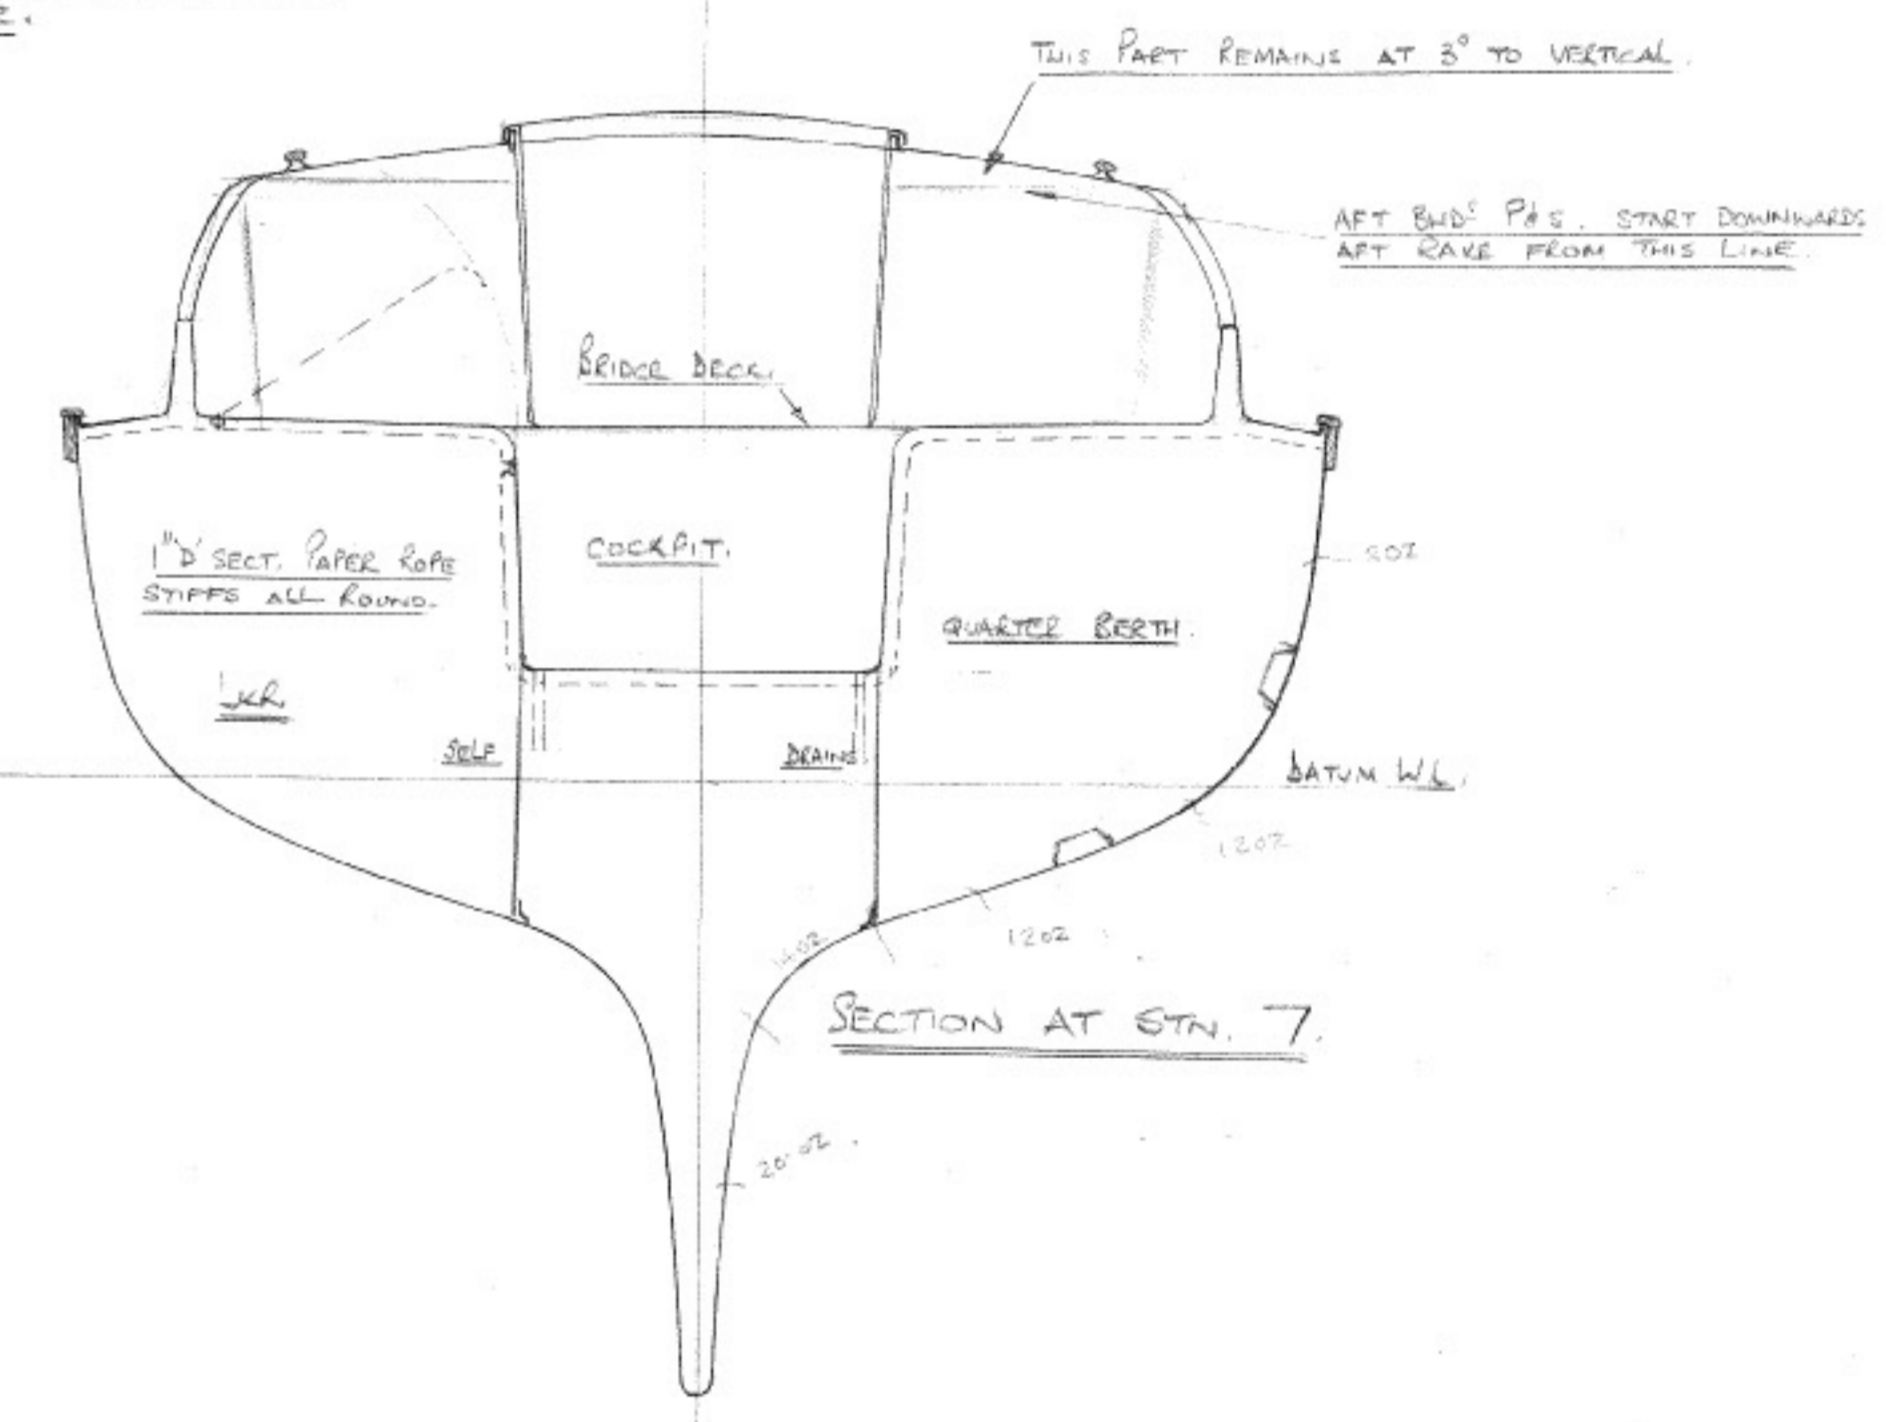 THIS PART REMAINS AT 3° TO VERTICAL.
AFT BHDS P&S. START DOWNWARDS
AFT RAKE FROM THIS LINE.
BRIDGE DECK.
1" 'D' SECT. PAPER ROPE
STIFFS ALL ROUND.
COCKPIT.
8OZ
QUARTER BERTH.
SELF
DRAINS
DATUM W/L.
12OZ
12OZ
14OZ
SECTION AT STN. 7.
20-OZ.